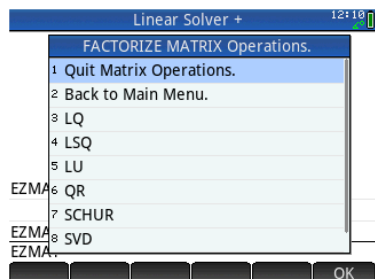 Linear Solver +
12:10
FACTORIZE MATRIX Operations.
1 Quit Matrix Operations.
2 Back to Main Menu.
3 LQ
4 LSQ
5 LU
EZMA
6 QR
7 SCHUR
EZMA
8 SVD
EZMA
OK